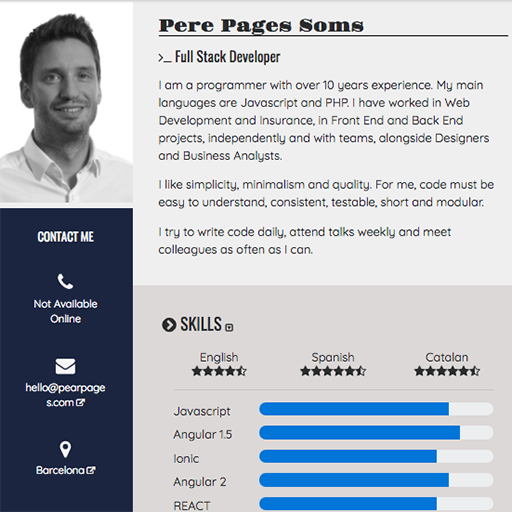 Pere Pages Soms
>_ Full Stack Developer
I am a programmer with over 10 years experience. My main
languages are Javascript and PHP. I have worked in Web
Development and Insurance, in Front End and Back End
projects, independently and with teams, alongside Designers
and Business Analysts.
I like simplicity, minimalism and quality. For me, code must be
easy to understand, consistent, testable, short and modular.
I try to write code daily, attend talks weekly and meet
colleagues as often as I can.
CONTACT ME
Not Available
Online
hello@pearpage
s.com
Barcelona
SKILLS
English
Spanish
Catalan
Javascript
Angular 1.5
Ionic
Angular 2
REACT